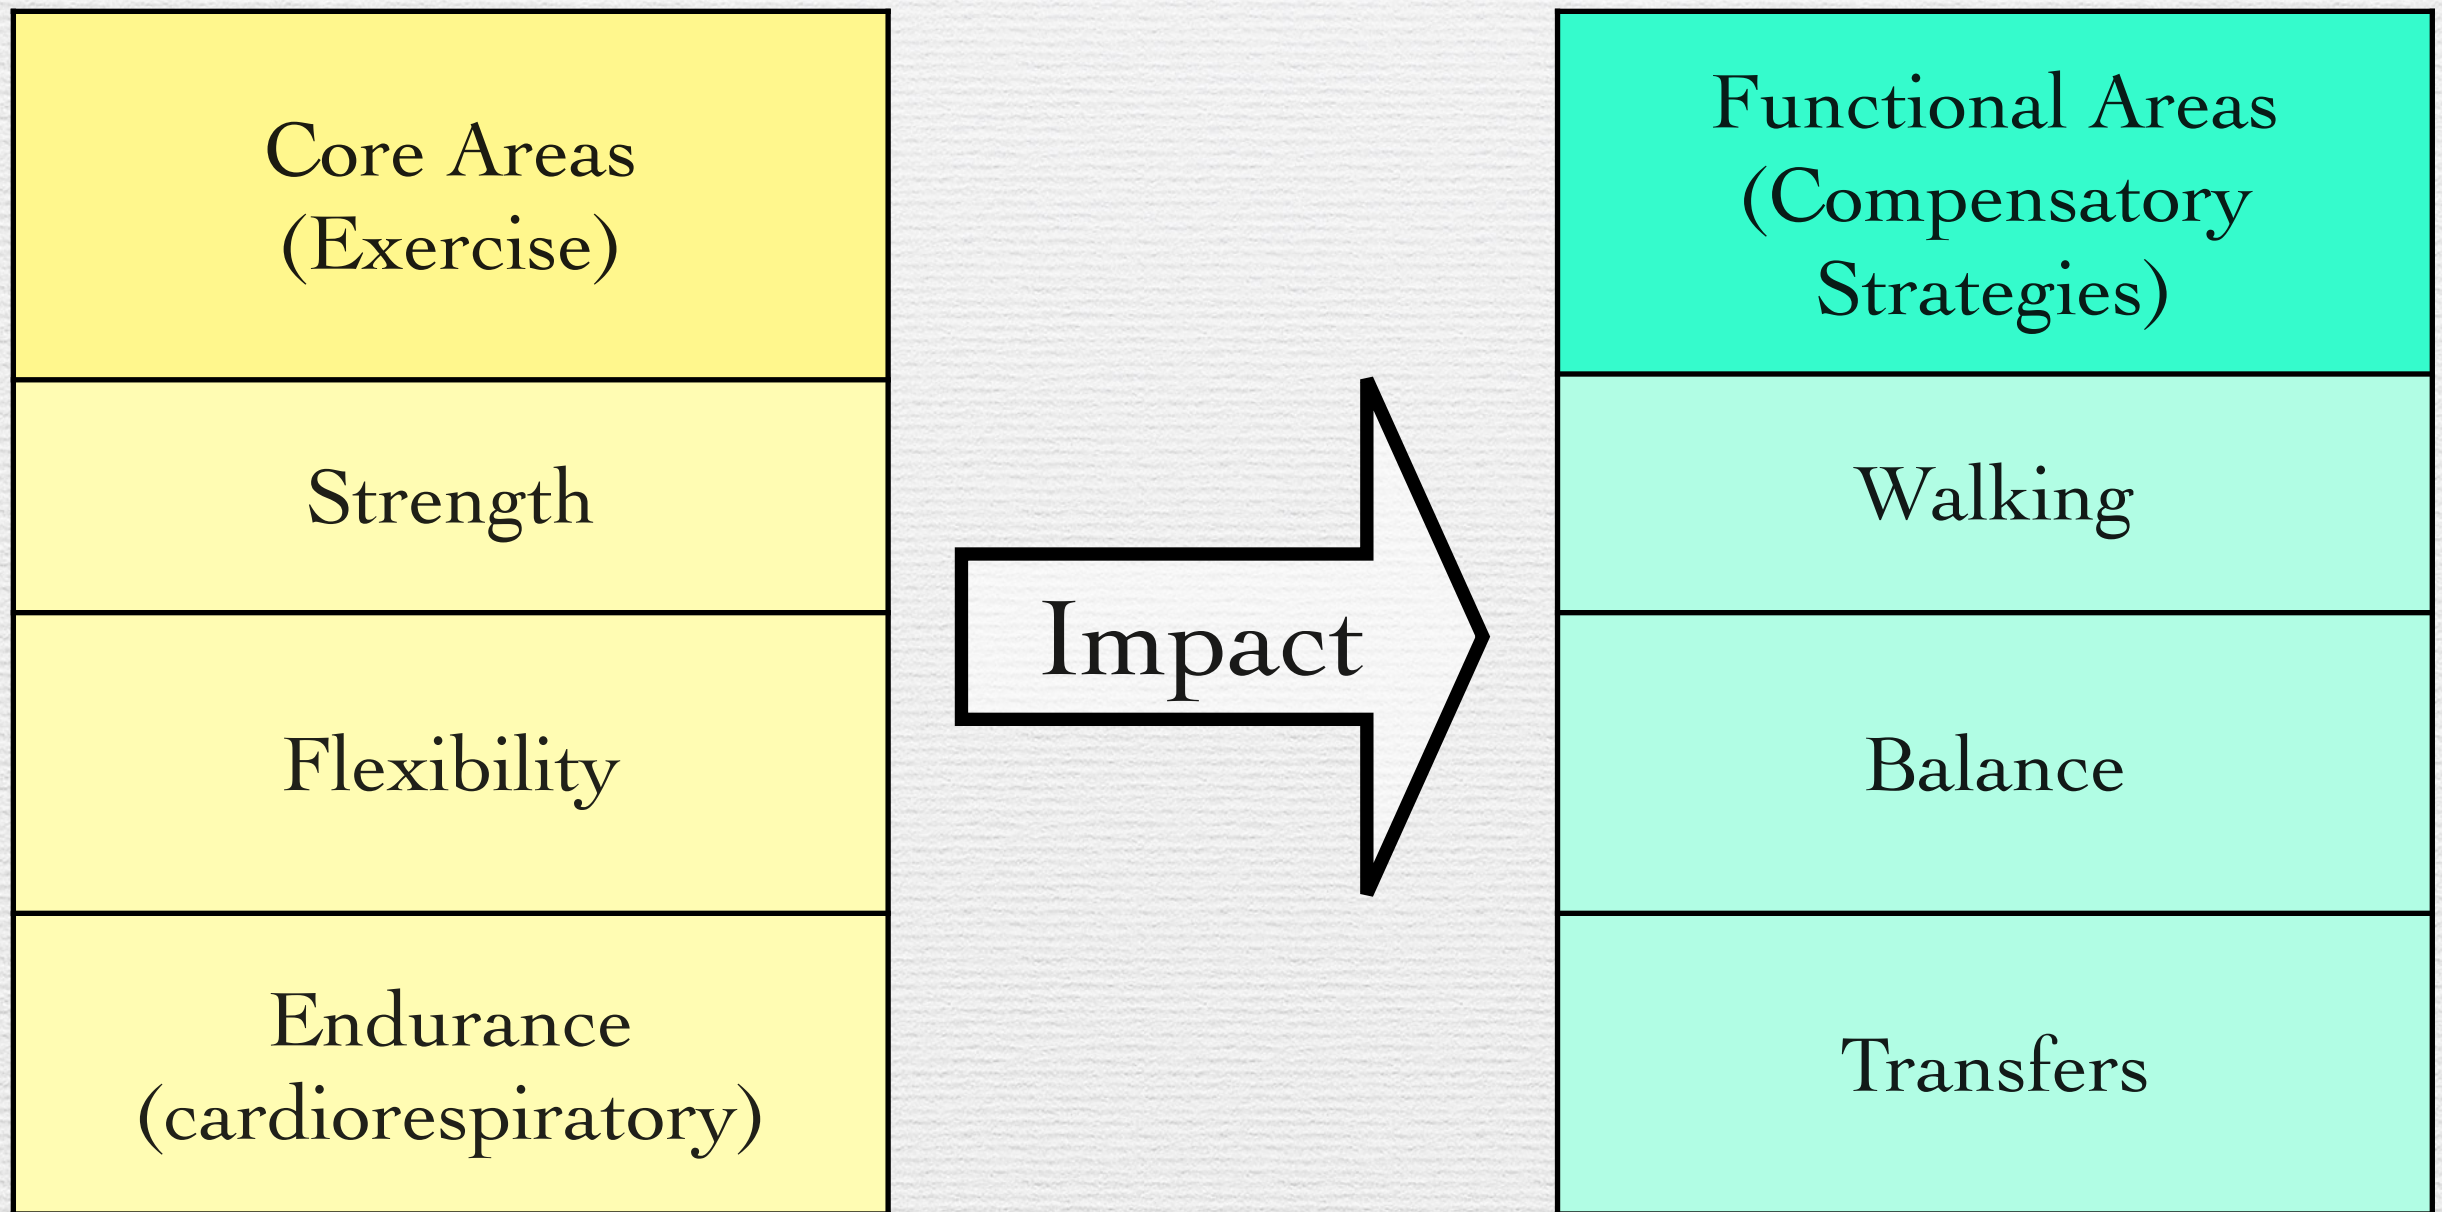 Core Areas
(Exercise)
Strength
Flexibility
Endurance
(cardiorespiratory)
Impact
Functional Areas
(Compensatory
Strategies)
Walking
Balance
Transfers